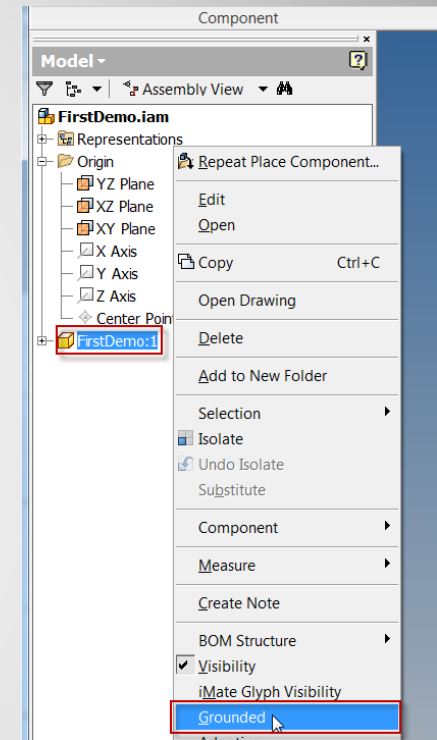 Component
Model
Assembly View
FirstDemo.iam
Representations
Origin
YZ Plane
XZ Plane
XY Plane
X Axis
Y Axis
Z Axis
Center
FirstDemo:1
Repeat Place Component...
Edit
Open
Copy Ctrl+C
Open Drawing
Delete
Add to New Folder
Selection
Isolate
Undo Isolate
Substitute
Component
Measure
Create Note
BOM Structure
Visibility
iMate Glyph Visibility
Grounded